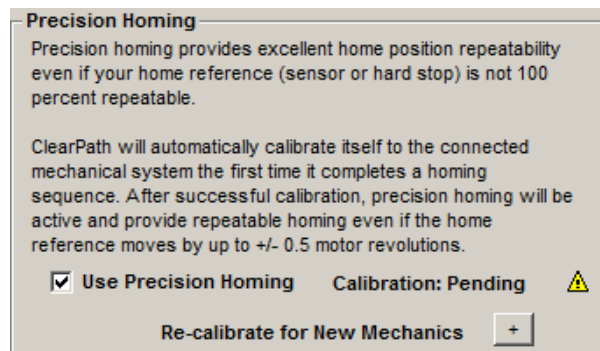 Precision Homing
Precision homing provides excellent home position repeatability
even if your home reference (sensor or hard stop) is not 100
percent repeatable.
ClearPath will automatically calibrate itself to the connected
mechanical system the first time it completes a homing
sequence. After successful calibration, precision homing will be
active and provide repeatable homing even if the home
reference moves by up to +/- 0.5 motor revolutions.
Use Precision Homing Calibration: Pending
Re-calibrate for New Mechanics +